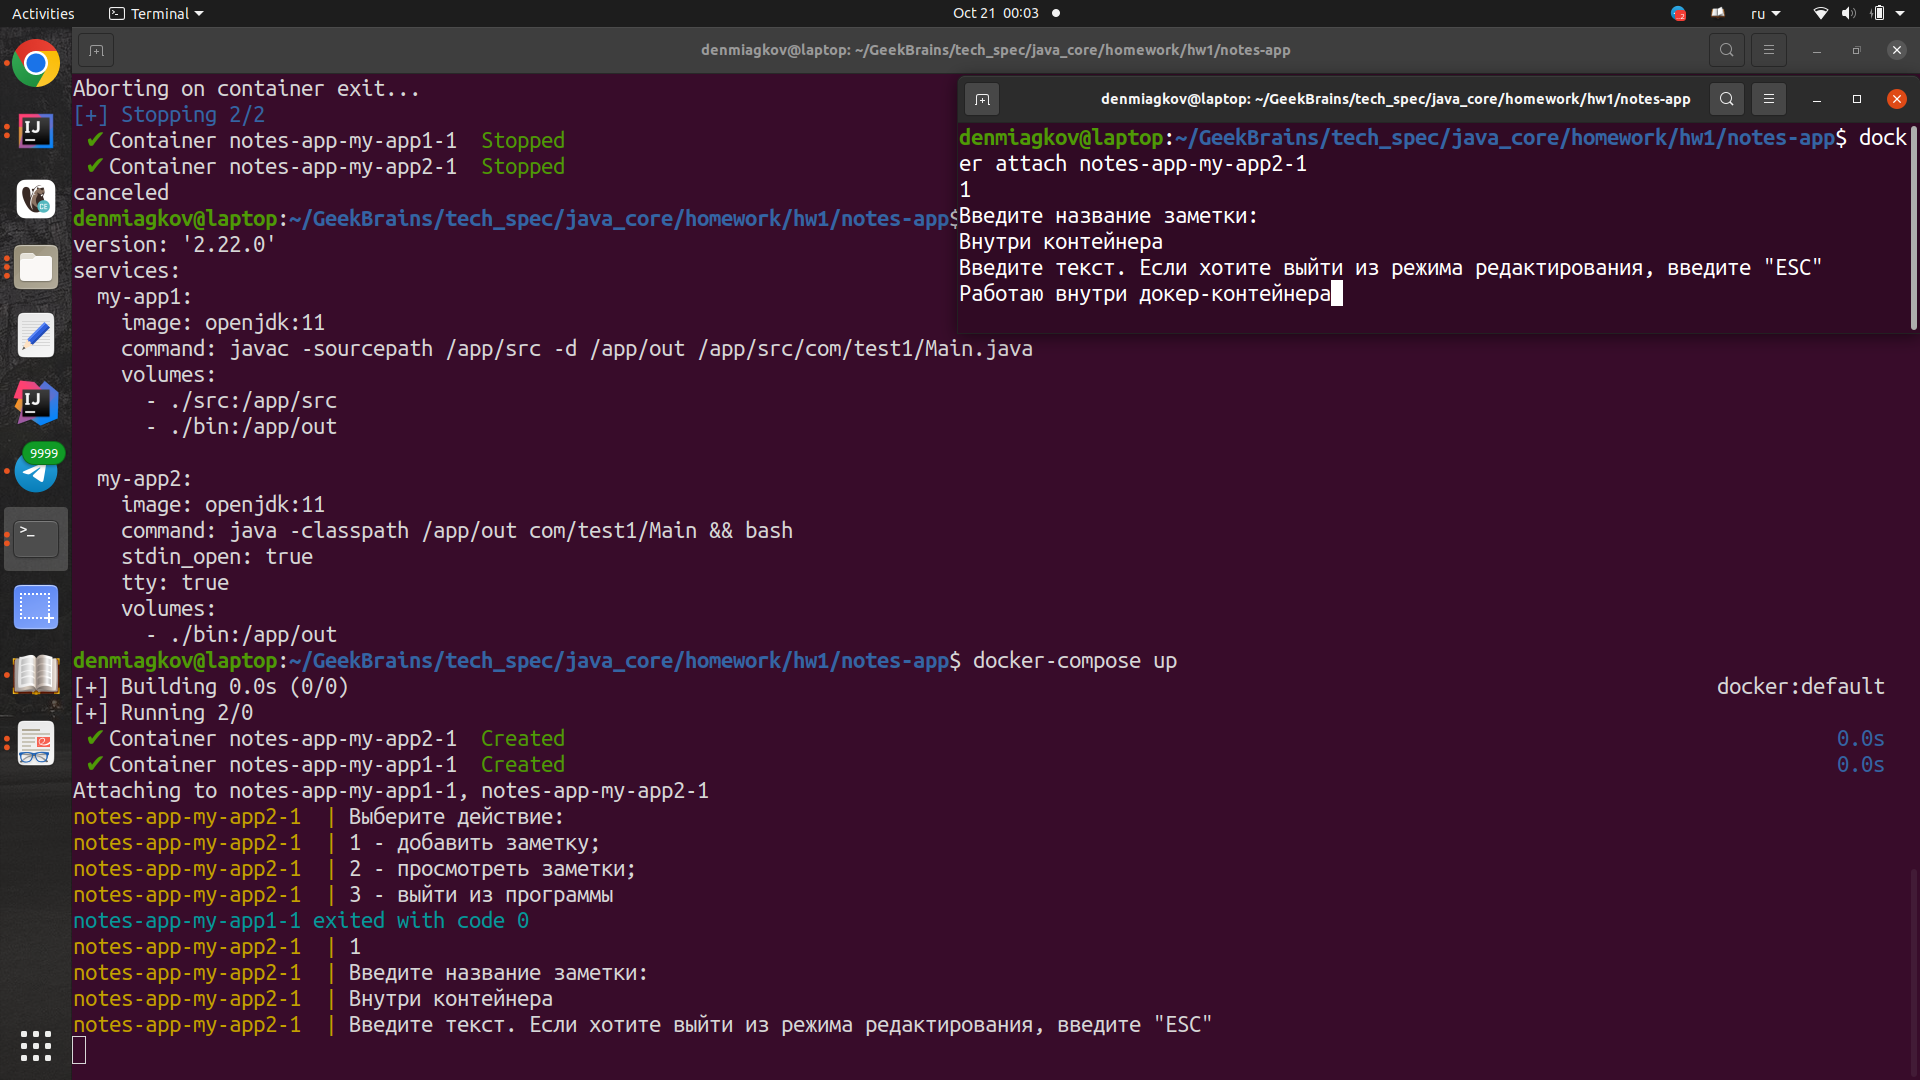 Activities
Terminal
Oct 21 00:03
ru
denmiagkov@laptop: ~/GeekBrains/tech_spec/java_core/homework/hw1/notes-app
Aborting on container exit...
[+] Stopping 2/2
✔ Container notes-app-my-app1-1 Stopped
✔ Container notes-app-my-app2-1 Stopped
canceled
denmiagkov@laptop:~/GeekBrains/tech_spec/java_core/homework/hw1/notes-app$
version: '2.22.0'
services:
my-app1:
image: openjdk:11
command: javac -sourcepath /app/src -d /app/out /app/src/com/test1/Main.java
volumes:
- ./src:/app/src
- ./bin:/app/out
my-app2:
image: openjdk:11
command: java -classpath /app/out com/test1/Main && bash
stdin_open: true
tty: true
volumes:
- ./bin:/app/out
denmiagkov@laptop:~/GeekBrains/tech_spec/java_core/homework/hw1/notes-app$ docker-compose up
[+] Building 0.0s (0/0) docker:default
[+] Running 2/0
✔ Container notes-app-my-app2-1 Created 0.0s
✔ Container notes-app-my-app1-1 Created 0.0s
Attaching to notes-app-my-app1-1, notes-app-my-app2-1
notes-app-my-app2-1 | Выберите действие:
notes-app-my-app2-1 | 1 - добавить заметку;
notes-app-my-app2-1 | 2 - просмотреть заметки;
notes-app-my-app2-1 | 3 - выйти из программы
notes-app-my-app1-1 exited with code 0
notes-app-my-app2-1 | 1
notes-app-my-app2-1 | Введите название заметки:
notes-app-my-app2-1 | Внутри контейнера
notes-app-my-app2-1 | Введите текст. Если хотите выйти из режима редактирования, введите "ESC"
denmiagkov@laptop: ~/GeekBrains/tech_spec/java_core/homework/hw1/notes-app
denmiagkov@laptop:~/GeekBrains/tech_spec/java_core/homework/hw1/notes-app$ dock
er attach notes-app-my-app2-1
1
Введите название заметки:
Внутри контейнера
Введите текст. Если хотите выйти из режима редактирования, введите "ESC"
Работаю внутри докер-контейнера
IJ
CE
IJ
9999
>_